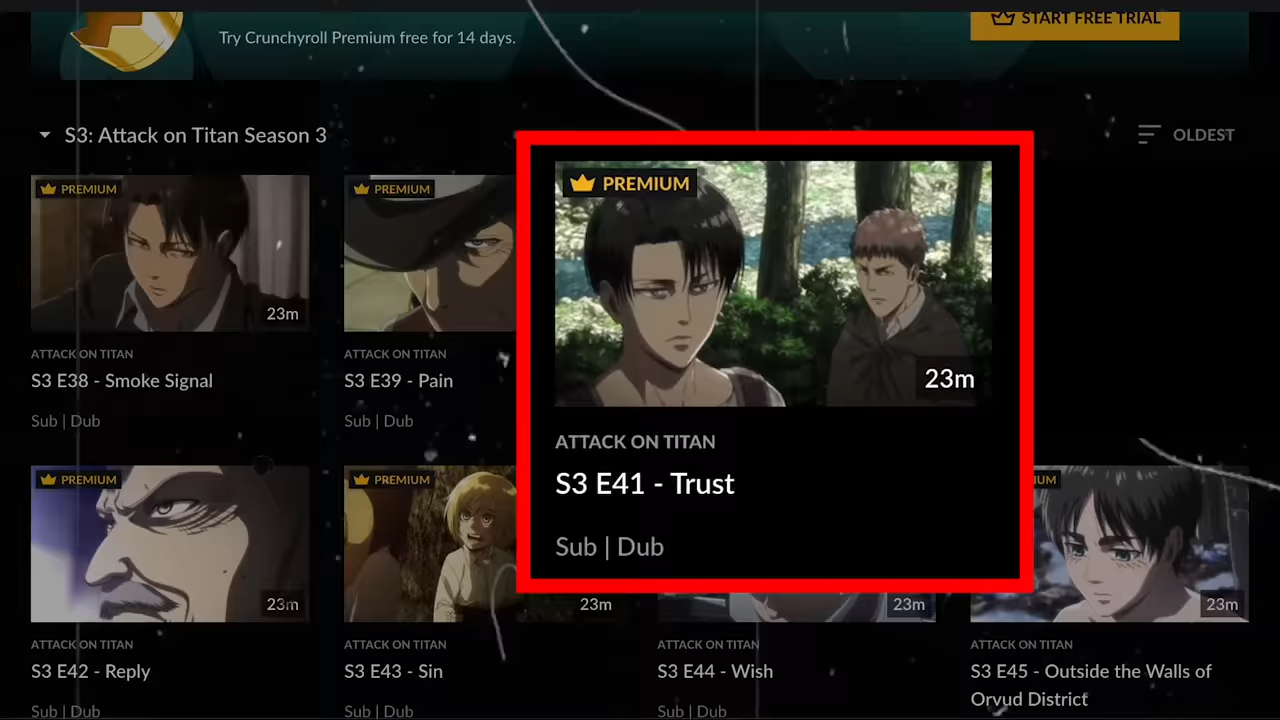 START FREE TRIAL
Try Crunchyroll Premium free for 14 days.
S3: Attack on Titan Season 3
OLDEST
PREMIUM
23m
ATTACK ON TITAN
S3 E38 - Smoke Signal
Sub | Dub
PREMIUM
ATTACK ON TITAN
S3 E39 - Pain
Sub | Dub
PREMIUM
23m
ATTACK ON TITAN
S3 E41 - Trust
Sub | Dub
PREMIUM
23m
ATTACK ON TITAN
S3 E42 - Reply
Sub | Dub
PREMIUM
23m
ATTACK ON TITAN
S3 E43 - Sin
Sub | Dub
23m
ATTACK ON TITAN
S3 E44 - Wish
Sub | Dub
23m
ATTACK ON TITAN
S3 E45 - Outside the Walls of
Orvud District